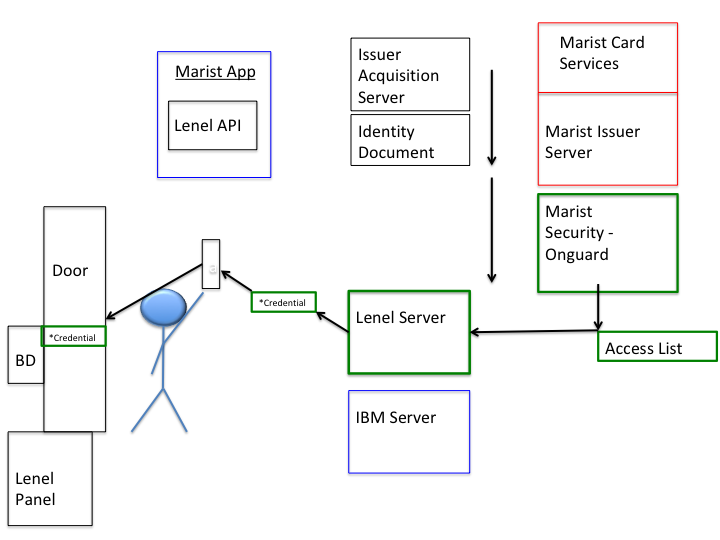 Marist App
Lenel API
Issuer
Acquisition
Server
Identity
Document
Marist Card
Services
Marist Issuer
Server
Marist
Security -
Onguard
Door
*Credential
BD
*Credential
Lenel Server
Access List
IBM Server
Lenel
Panel